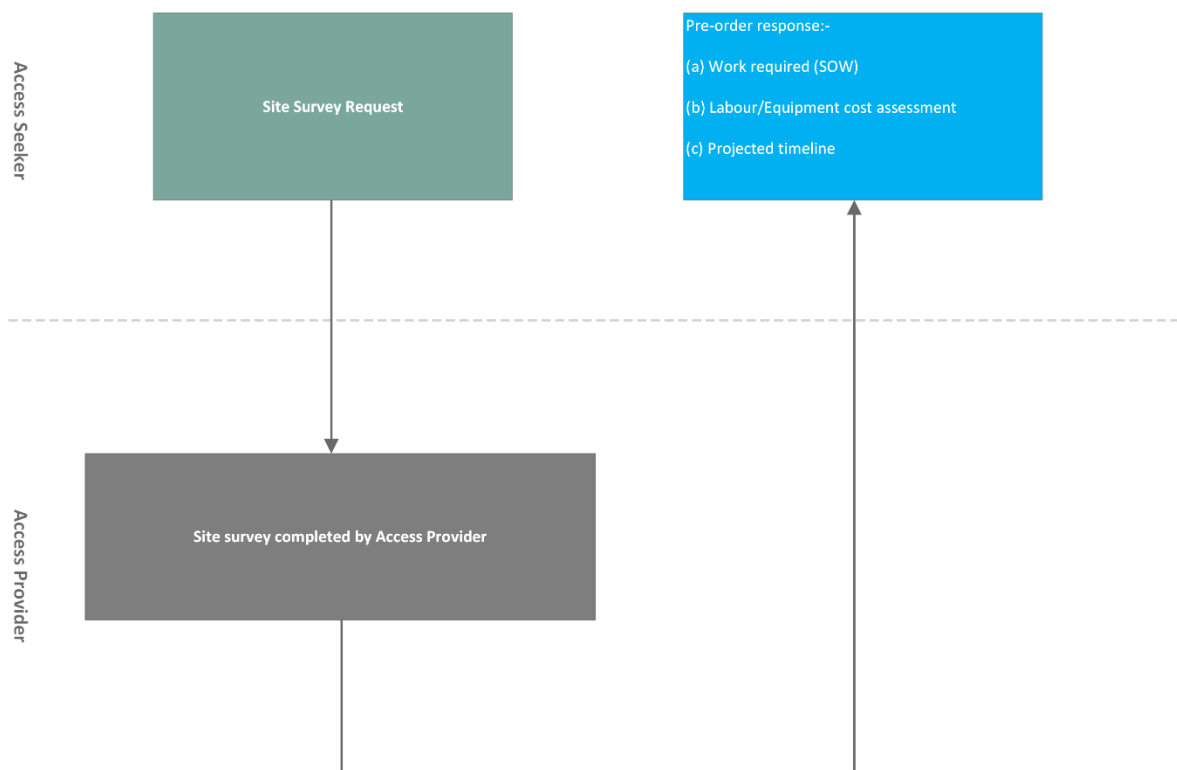 Access Seeker
Site Survey Request
Pre-order response:-
(a) Work required (SOW)
(b) Labour/Equipment cost assessment
(c) Projected timeline
Access Provider
Site survey completed by Access Provider